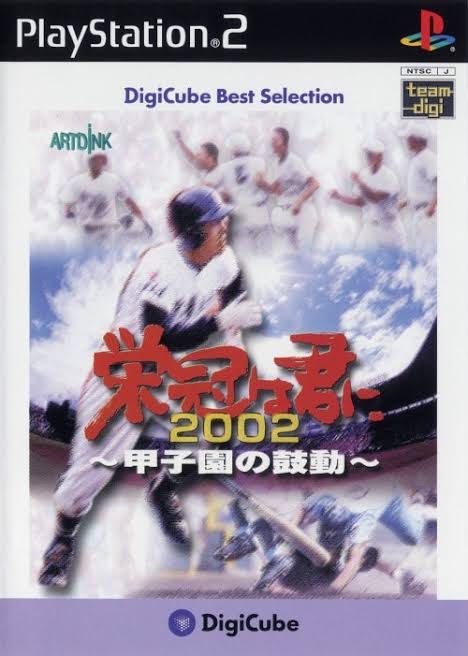 PlayStation®2
NTSC J
DigiCube Best Selection
team
digi
ARTDINK
栄冠は君に
2002
～甲子園の鼓動～
DigiCube